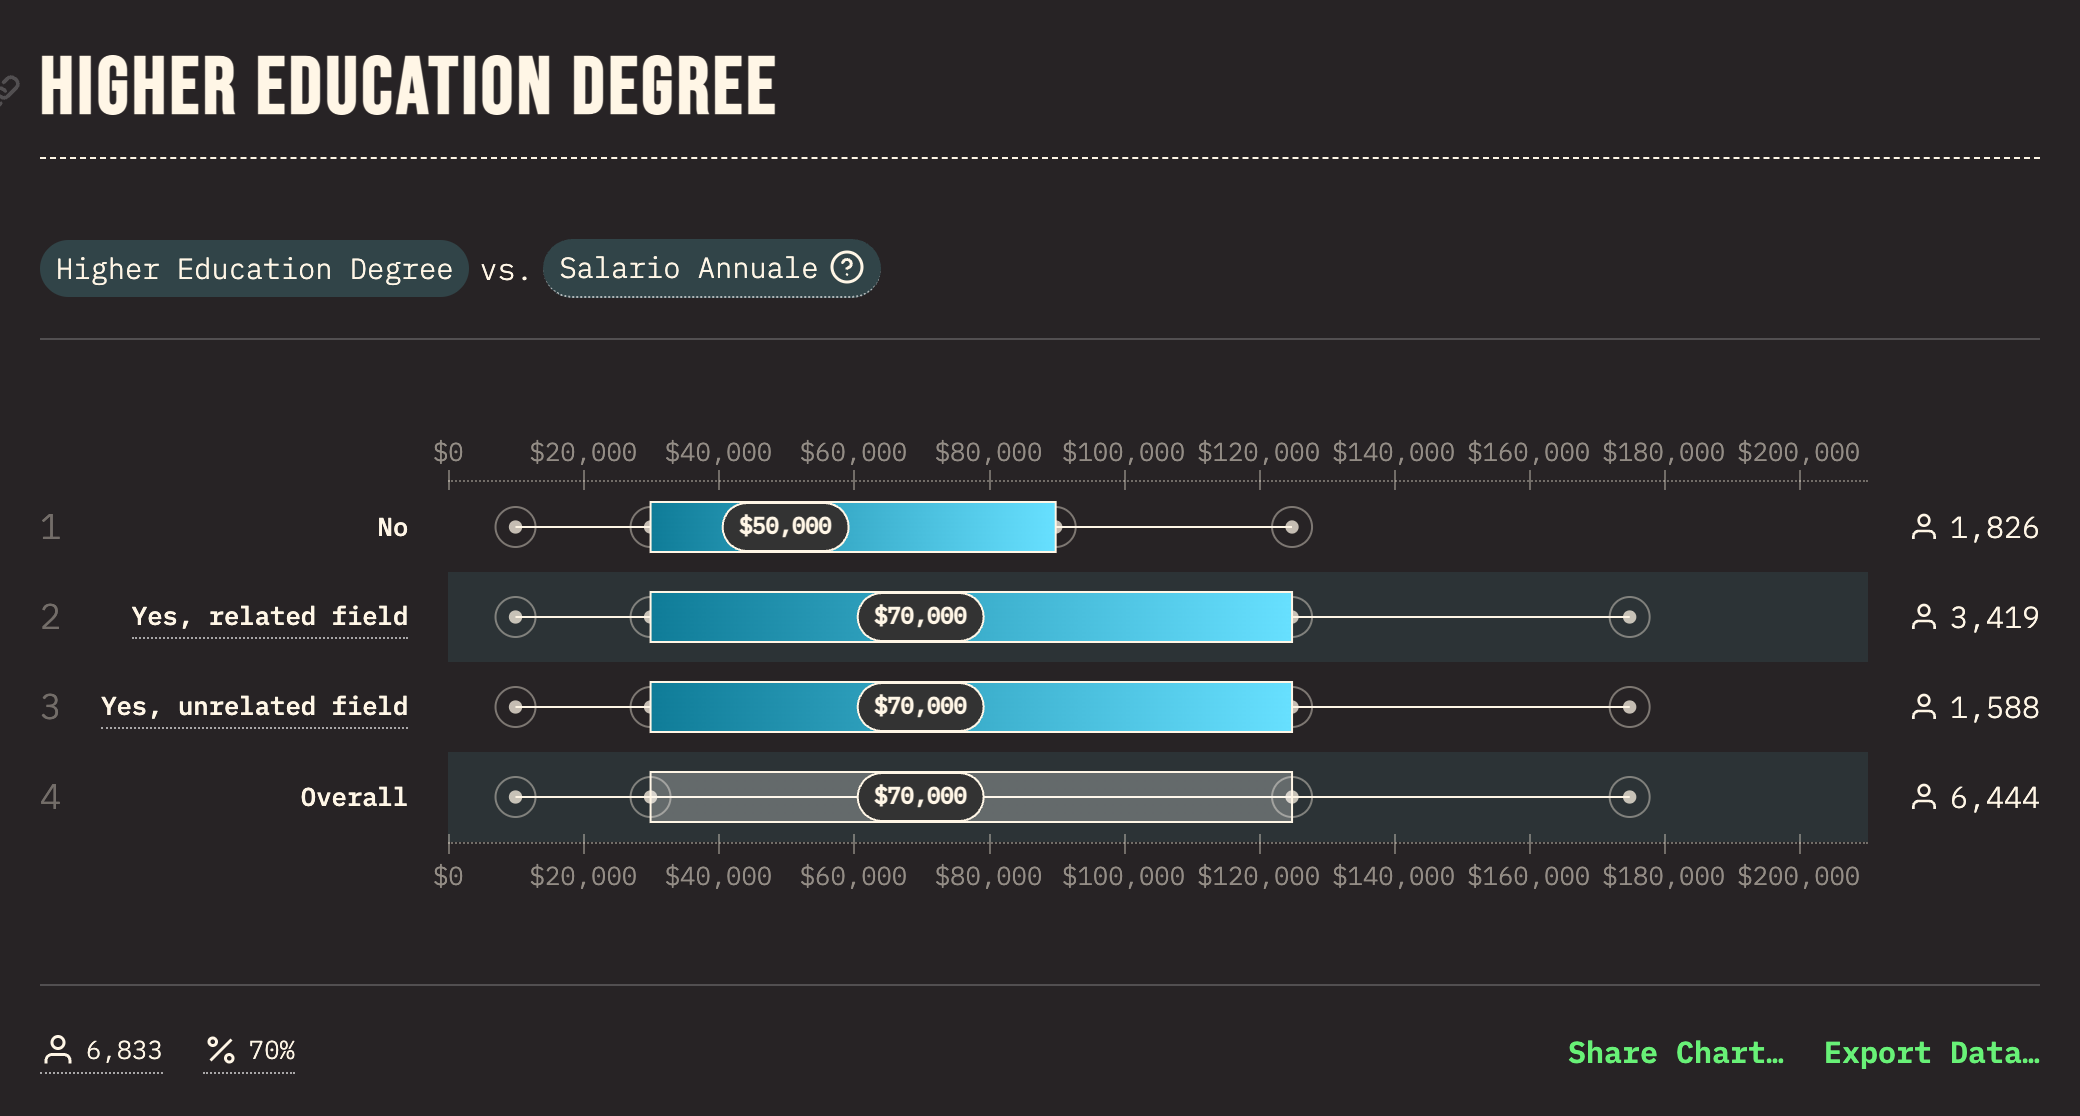 HIGHER EDUCATION DEGREE
Higher Education Degree vs. Salario Annuale ?
$0 $20,000 $40,000 $60,000 $80,000 $100,000 $120,000 $140,000 $160,000 $180,000 $200,000
1 No $50,000 1,826
2 Yes, related field $70,000 3,419
3 Yes, unrelated field $70,000 1,588
4 Overall $70,000 6,444
$0 $20,000 $40,000 $60,000 $80,000 $100,000 $120,000 $140,000 $160,000 $180,000 $200,000
6,833 % 70% Share Chart… Export Data…